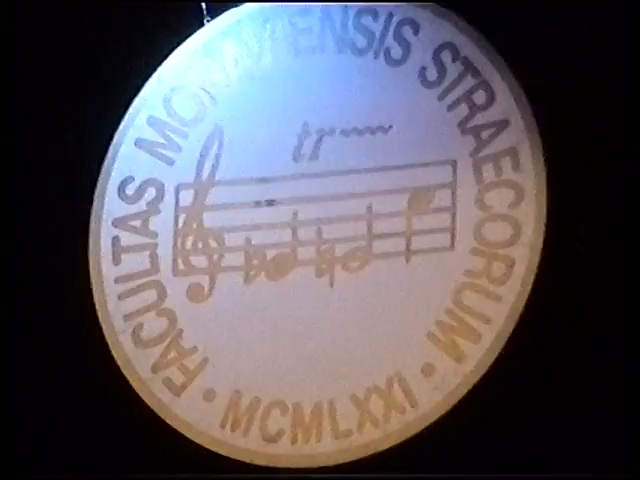 FACULTAS STRAECORUM
tr
• MCMLXXI •